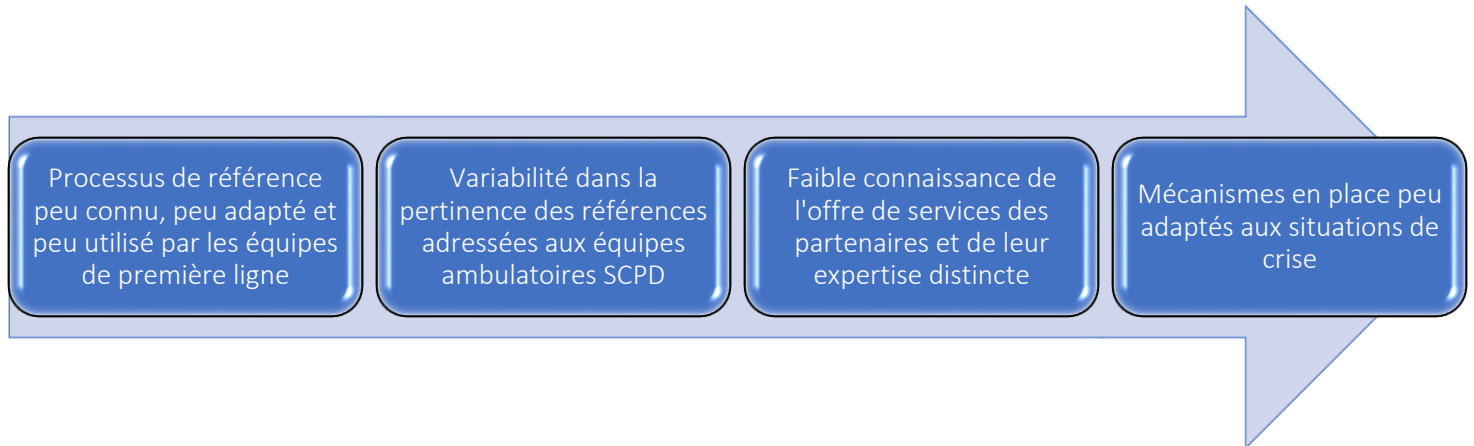 Processus de référence
peu connu, peu adapté et
peu utilisé par les équipes
de première ligne
Variabilité dans la
pertinence des références
adressées aux équipes
ambulatoires SCPD
Faible connaissance de
l'offre de services des
partenaires et de leur
expertise distincte
Mécanismes en place peu
adaptés aux situations de
crise